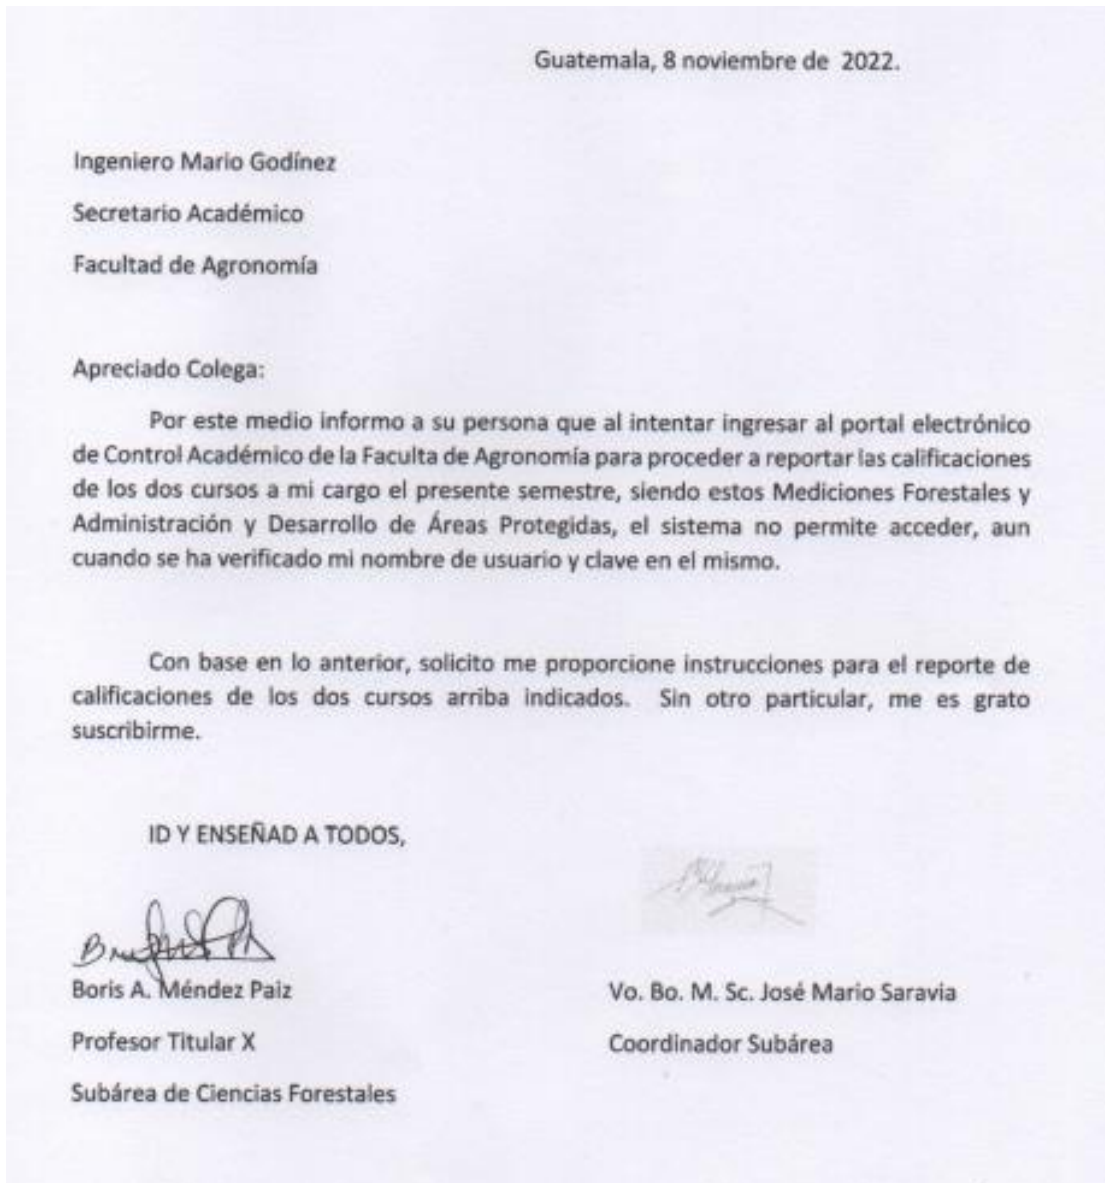 Guatemala, 8 noviembre de 2022.
Ingeniero Mario Godínez
Secretario Académico
Facultad de Agronomía
Apreciado Colega:
Por este medio informo a su persona que al intentar ingresar al portal electrónico
de Control Académico de la Faculta de Agronomía para proceder a reportar las calificaciones
de los dos cursos a mi cargo el presente semestre, siendo estos Mediciones Forestales y
Administración y Desarrollo de Áreas Protegidas, el sistema no permite acceder, aun
cuando se ha verificado mi nombre de usuario y clave en el mismo.
Con base en lo anterior, solicito me proporcione instrucciones para el reporte de
calificaciones de los dos cursos arriba indicados. Sin otro particular, me es grato
suscribirme.
ID Y ENSEÑAD A TODOS,
Boris A. Méndez Paiz
Profesor Titular X
Subárea de Ciencias Forestales
Vo. Bo. M. Sc. José Mario Saravia
Coordinador Subárea